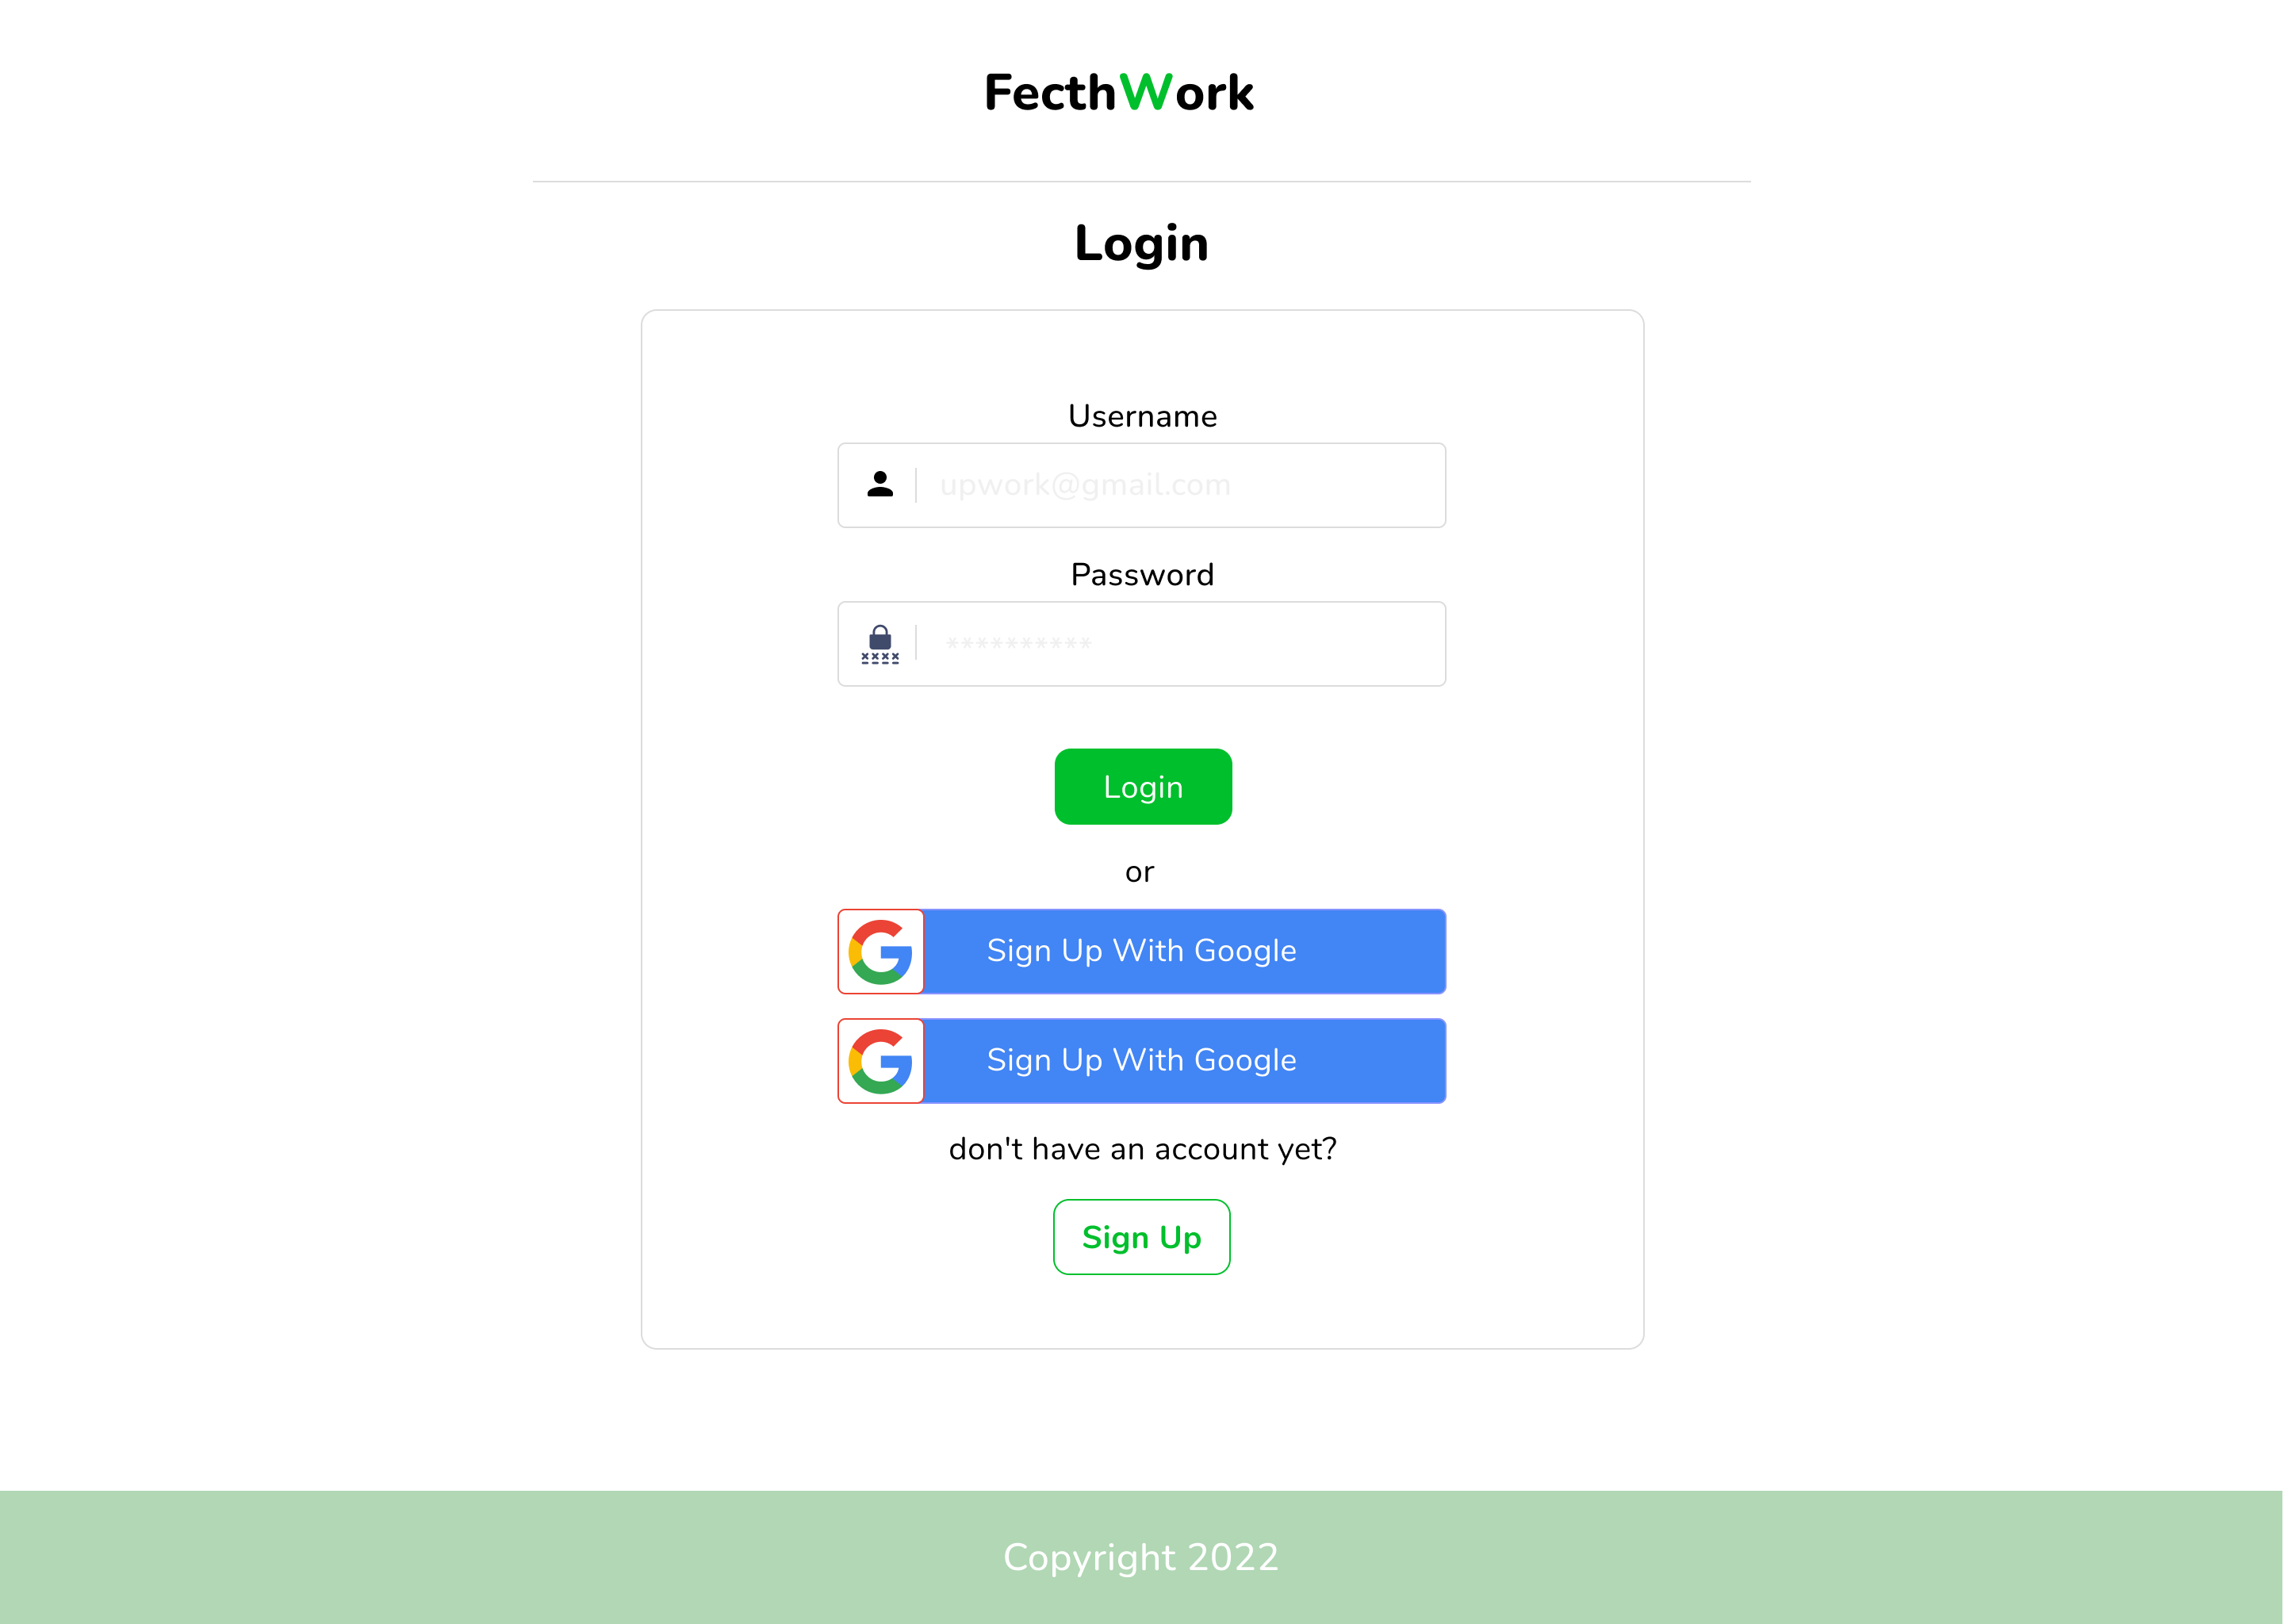 FecthWork
Login
Username
upwork@gmail.com
Password
**********
Login
or
Sign Up With Google
Sign Up With Google
don't have an account yet?
Sign Up
Copyright 2022